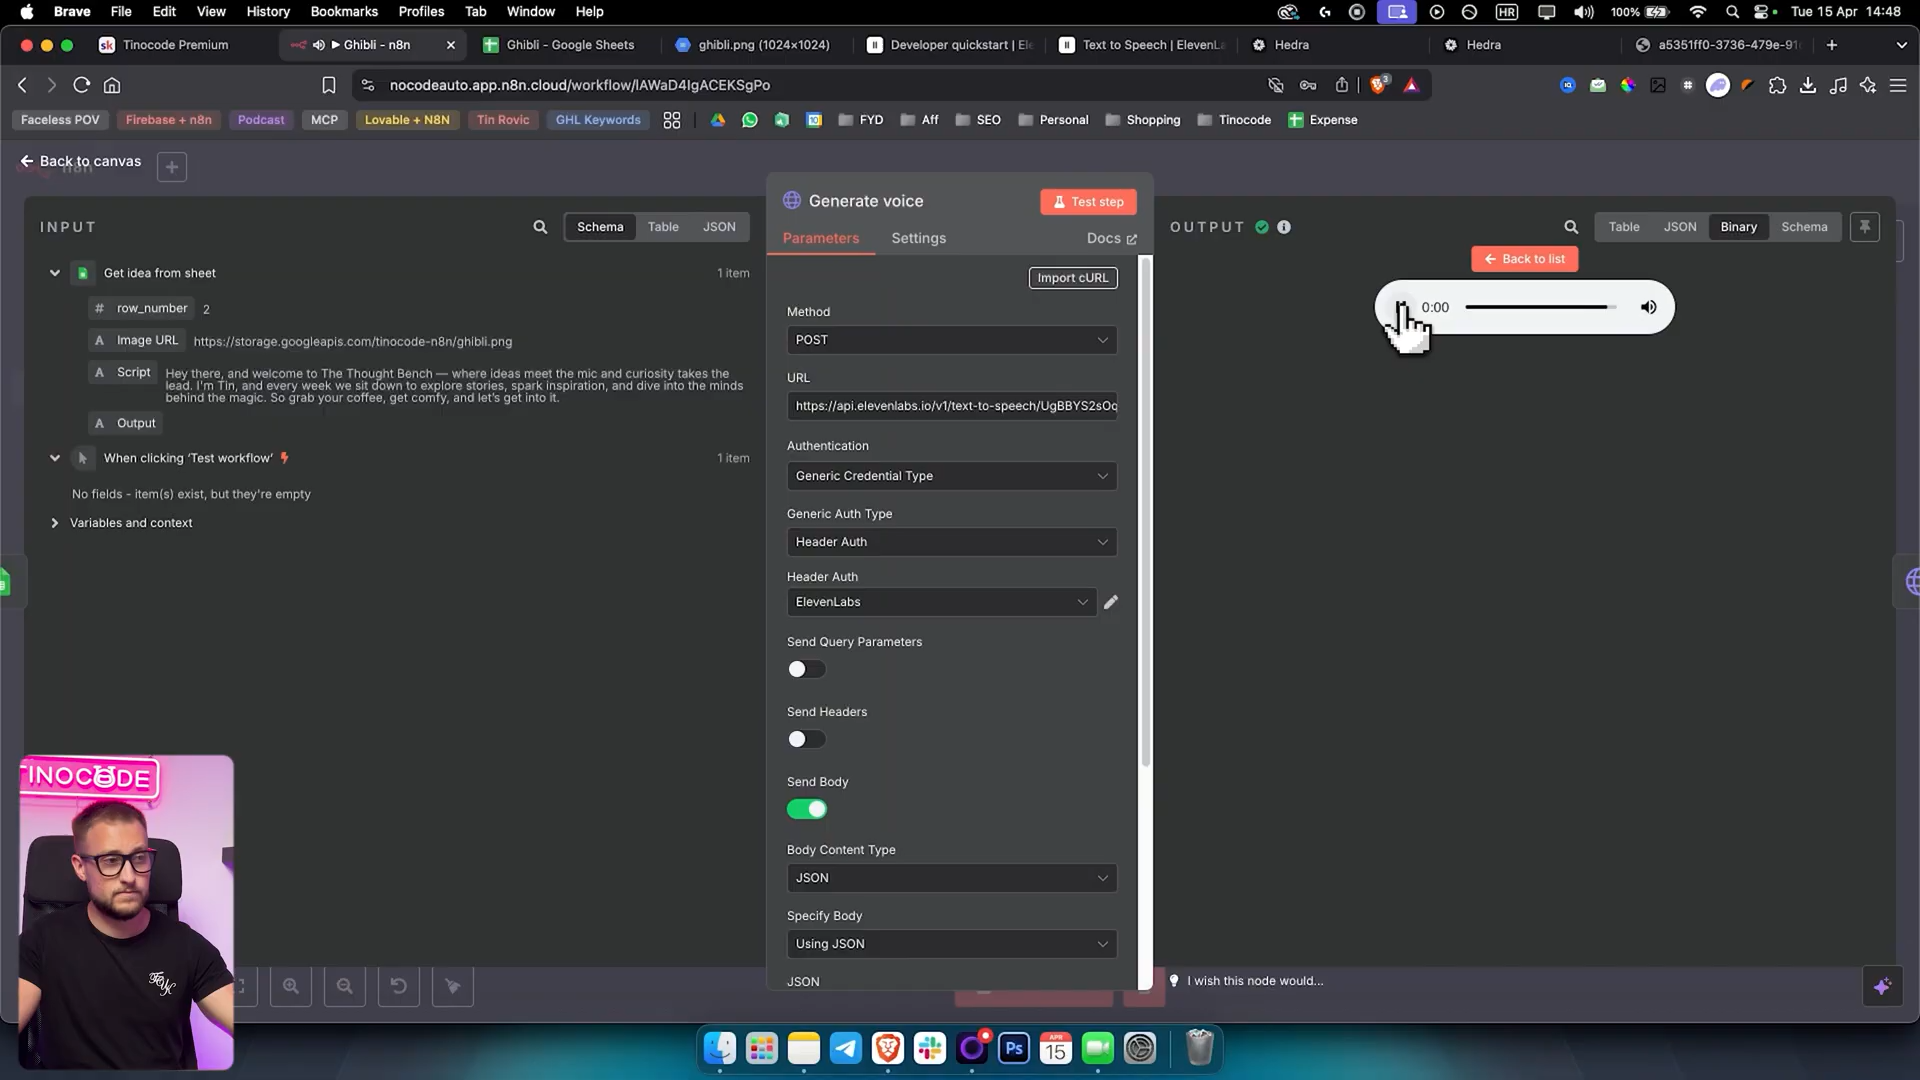 Brave File Edit View History Bookmarks Profiles Tab Window Help
HR 100% Tue 15 Apr 14:48
Tinocode Premium
Ghibli - n8n
Ghibli - Google Sheets
ghibli.png (1024×1024)
Developer quickstart | Ele
Text to Speech | ElevenLa
Hedra
Hedra
a5351ff0-3736-479e-91
nocodeauto.app.n8n.cloud/workflow/lAWaD4IgACEKSgPo
3
Faceless POV Firebase + n8n Podcast MCP Lovable + N8N Tin Rovic GHL Keywords FYD Aff SEO Personal Shopping Tinocode Expense
Back to canvas
INPUT
Schema Table JSON
Get idea from sheet
1 item
# row_number 2
A Image URL https://storage.googleapis.com/tinocode-n8n/ghibli.png
A Script Hey there, and welcome to The Thought Bench — where ideas meet the mic and curiosity takes the
lead. I'm Tin, and every week we sit down to explore stories, spark inspiration, and dive into the minds
behind the magic. So grab your coffee, get comfy, and let's get into it.
A Output
When clicking ‘Test workflow’
1 item
No fields - item(s) exist, but they're empty
Variables and context
Generate voice
Test step
Parameters Settings Docs
Import cURL
Method
POST
URL
https://api.elevenlabs.io/v1/text-to-speech/UgBBYS2sOq
Authentication
Generic Credential Type
Generic Auth Type
Header Auth
Header Auth
ElevenLabs
Send Query Parameters
Send Headers
Send Body
Body Content Type
JSON
Specify Body
Using JSON
JSON
OUTPUT
Table JSON Binary Schema
Back to list
0:00
I wish this node would...
TINOCODE
Ps
APR
15